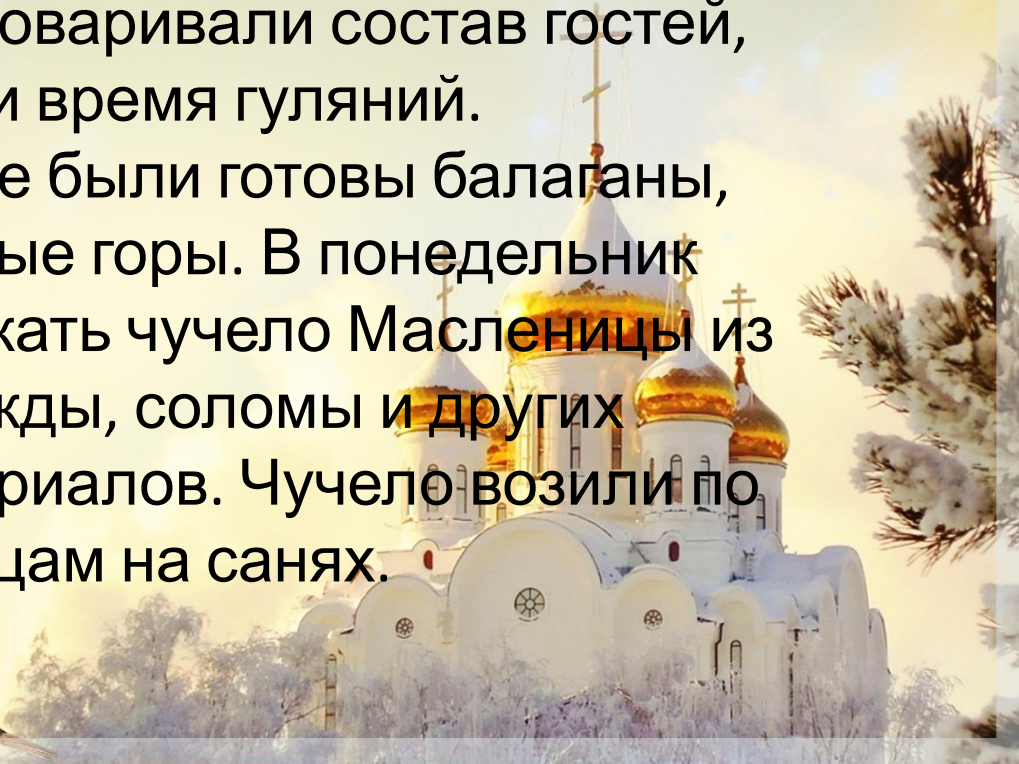 оваривали состав гостей,
и время гуляний.
е были готовы балаганы,
ые горы. В понедельник
кать чучело Масленицы из
жды, соломы и других
риалов. Чучело возили по
цам на санях.